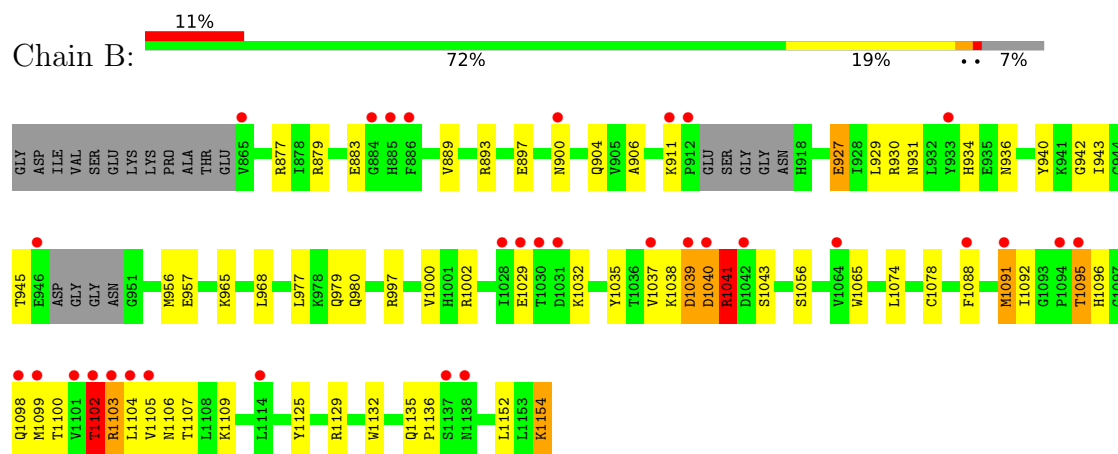 Chain B:
11%
72%
19%
7%
GLY ASP ILE VAL SER GLU LYS LYS PRO ALA THR GLU V865 R877 I878 R879 E883 G884 H885 F886 V889 R893 E897 N900 Q904 V905 A906 K911 P912 GLU SER GLY GLY ASN H918 E927 I928 L929 R930 N931 L932 Y933 H934 E935 N936 Y940 K941 G942 I943
T945 E946 ASP GLY GLY ASN G951 M956 E957 K965 L968 L977 K978 Q979 Q980 R997 V1000 H1001 R1002 I1028 E1029 T1030 D1031 K1032 Y1035 T1036 V1037 K1038 D1039 D1040 R1041 D1042 S1043 S1056 V1064 W1065 L1074 C1078 F1088 M1091 I1092 G1093 P1094 T1095 H1096
Q1098 M1099 T1100 V1101 T1102 R1103 L1104 V1105 N1106 T1107 L1108 K1109 L1114 Y1125 R1129 W1132 Q1135 P1136 S1137 N1138 L1152 L1153 K1154